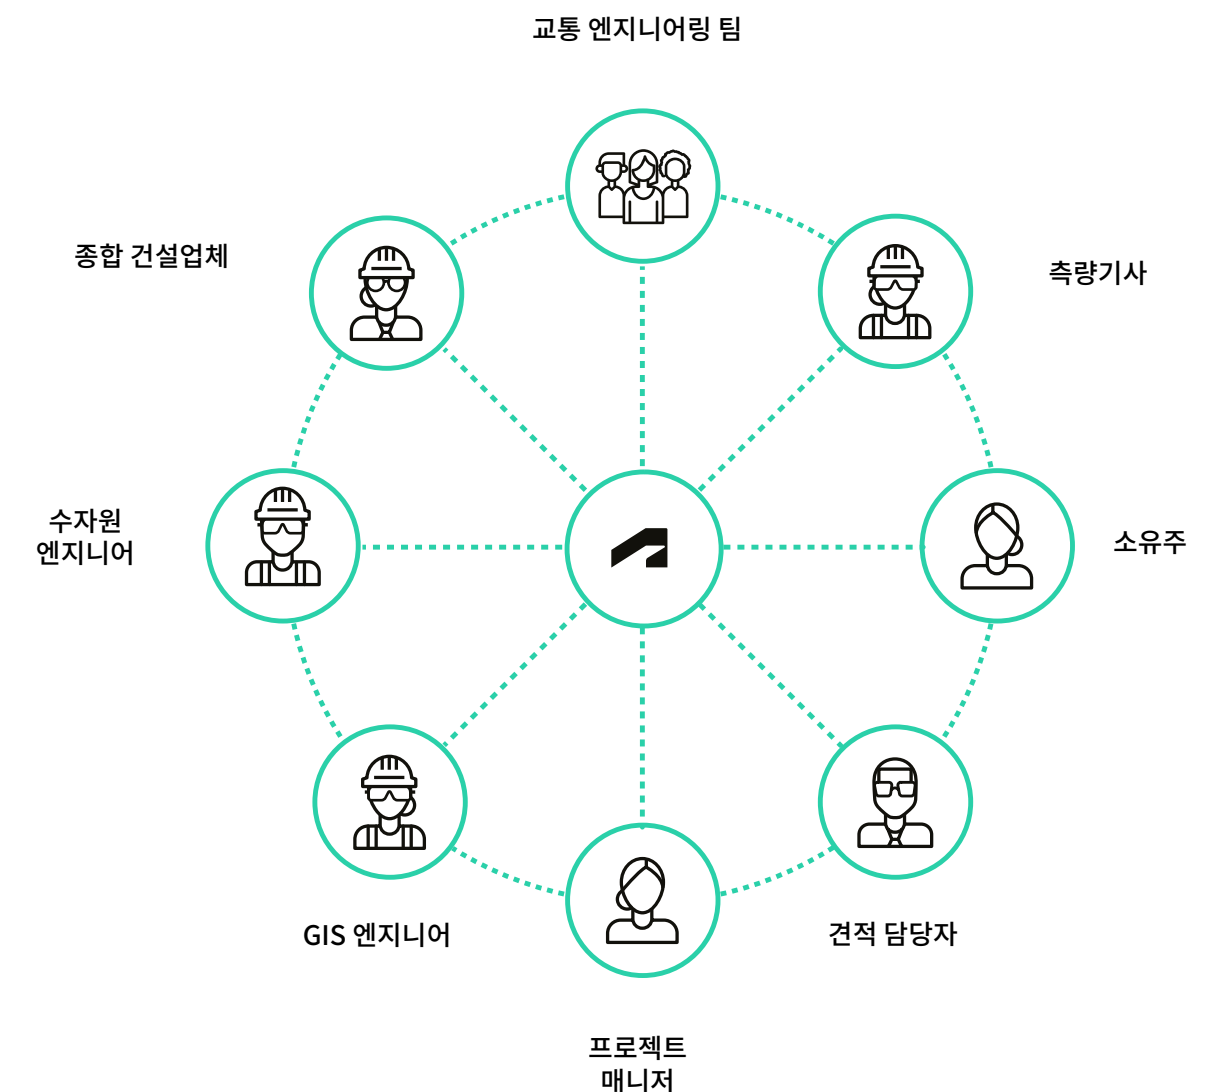 교통 엔지니어링 팀
종합 건설업체
측량기사
수자원
엔지니어
소유주
GIS 엔지니어
견적 담당자
프로젝트
매니저